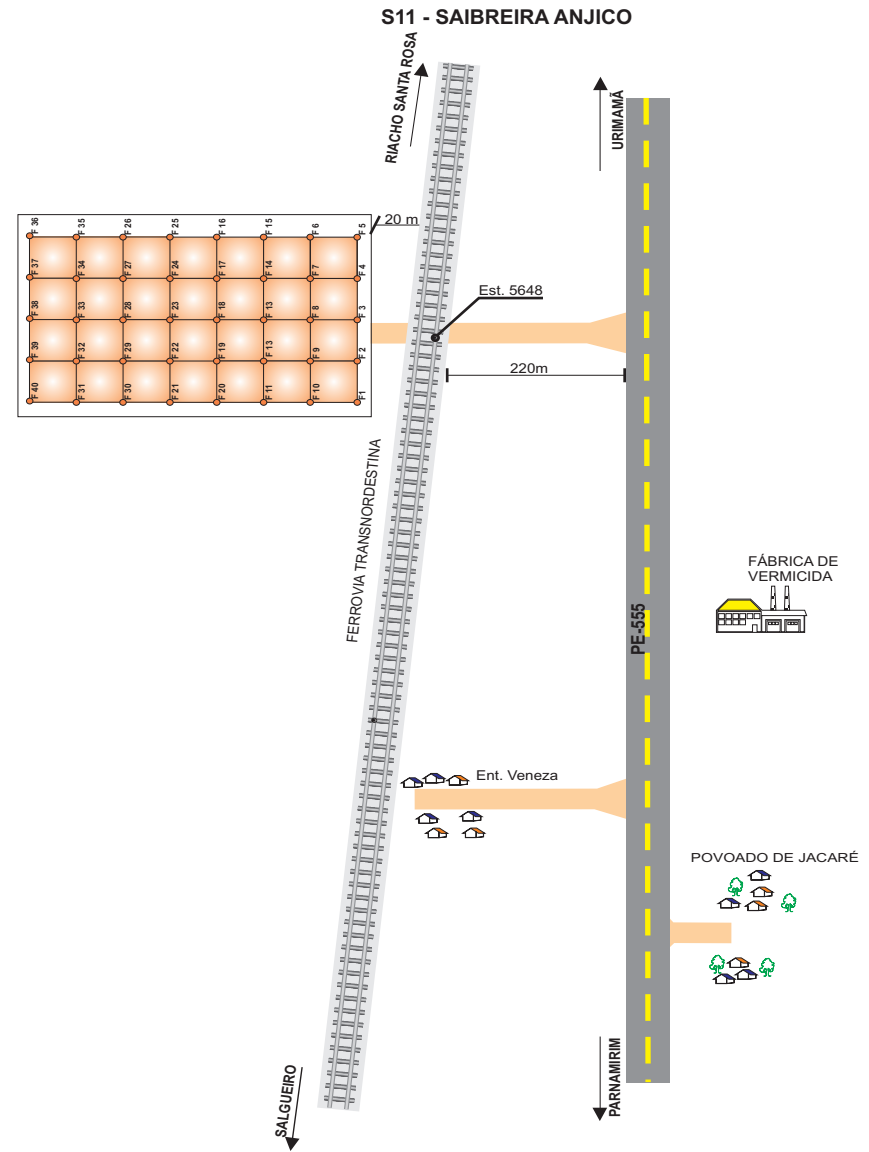 S11 - SAIBREIRA ANJICO
RIACHO SANTA ROSA
URIMAMÃ
20 m
F 36
F 35
F 26
F 25
F 16
F 15
F 6
F 5
F 37
F 34
F 27
F 24
F 17
F 14
F 7
F 4
F 38
F 33
F 28
F 23
F 18
F 13
F 8
F 3
F 39
F 32
F 29
F 22
F 19
F 13
F 9
F 2
F 40
F 31
F 30
F 21
F 20
F 11
F 10
F1
Est. 5648
220m
FERROVIA TRANSNORDESTINA
FÁBRICA DE
VERMICIDA
PE-555
Ent. Veneza
POVOADO DE JACARÉ
SALGUEIRO
PARNAMIRIM